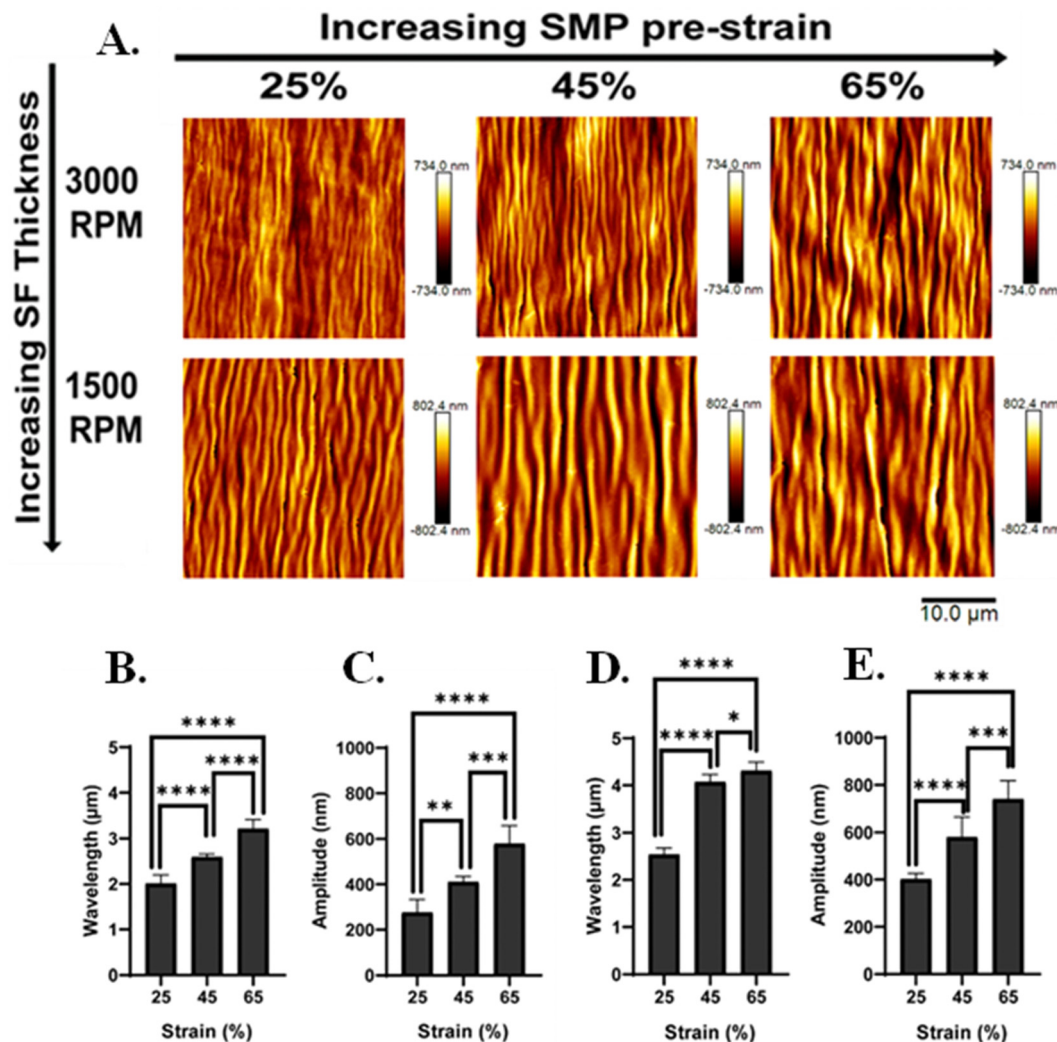 A.
Increasing SMP pre-strain
25%
45%
65%
Increasing SF Thickness
3000
RPM
734.0 nm
-734.0 nm
734.0 nm
-734.0 nm
734.0 nm
-734.0 nm
1500
RPM
802.4 nm
-802.4 nm
802.4 nm
-802.4 nm
802.4 nm
-802.4 nm
10.0 µm
B.
****
**** ****
Wavelength (µm)
5
4
3
2
1
0
25 45 65
Strain (%)
C.
****
***
**
Amplitude (nm)
1000
800
600
400
200
0
25 45 65
Strain (%)
D.
****
**** *
Wavelength (µm)
5
4
3
2
1
0
25 45 65
Strain (%)
E.
****
***
****
Amplitude (nm)
1000
800
600
400
200
0
25 45 65
Strain (%)